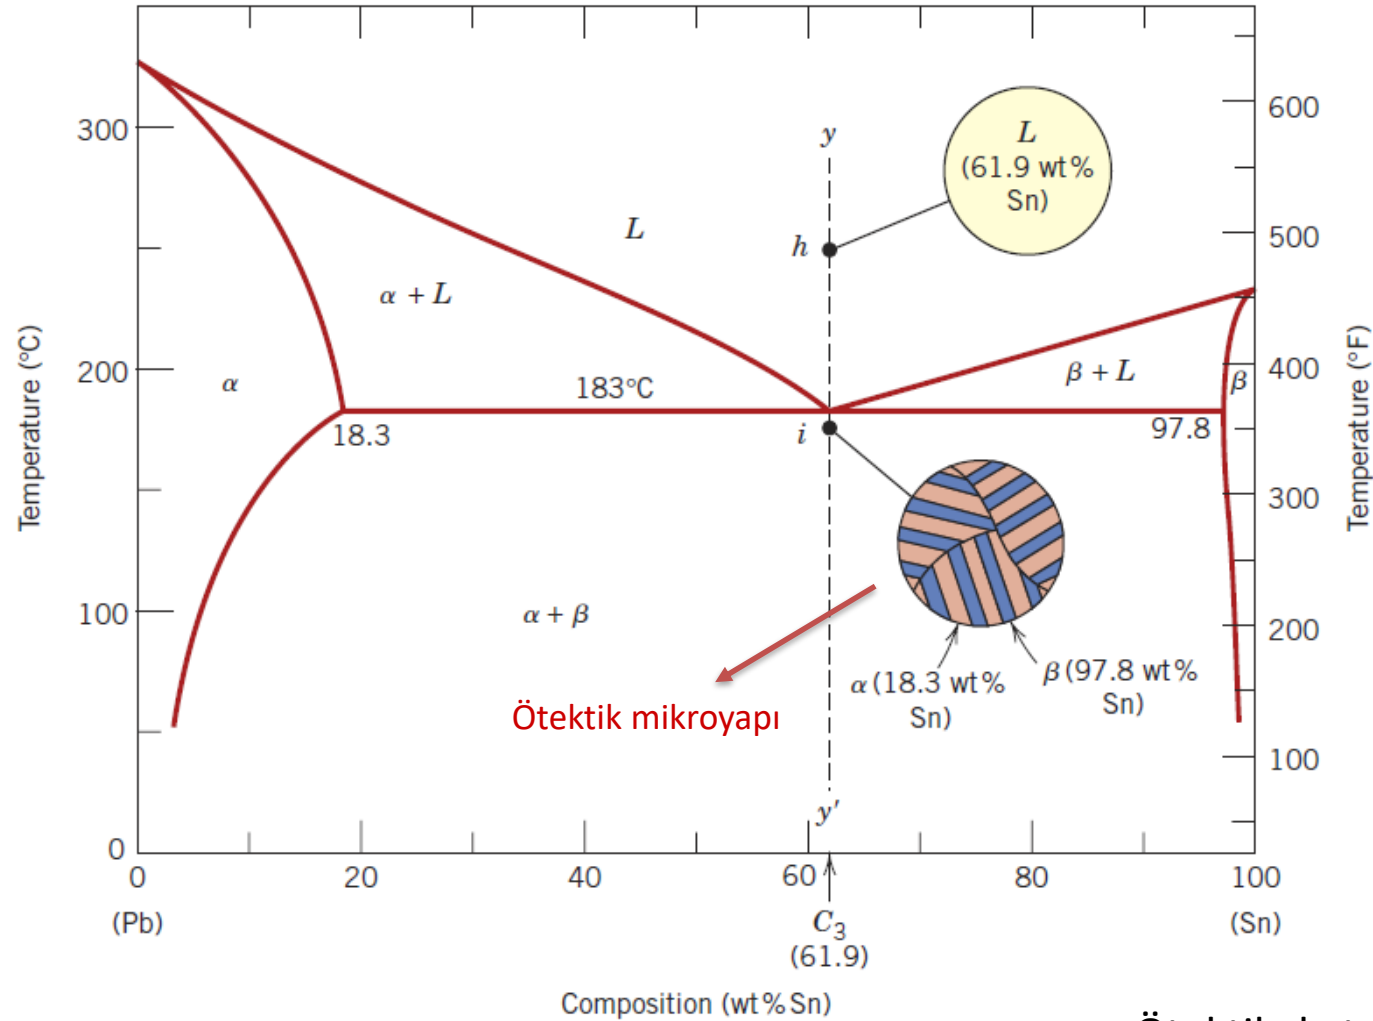 y
L
(61.9 wt%
Sn)
600
300
L
h
500
α + L
Temperature (°C)
200
α
183°C
β + L
400
β
Temperature (°F)
18.3
i
97.8
300
100
α + β
200
α (18.3 wt%
Sn)
β (97.8 wt%
Sn)
Ötektik mikroyapı
100
y′
0
0
20
40
60
80
100
(Pb)
C3
(61.9)
(Sn)
Composition (wt% Sn)